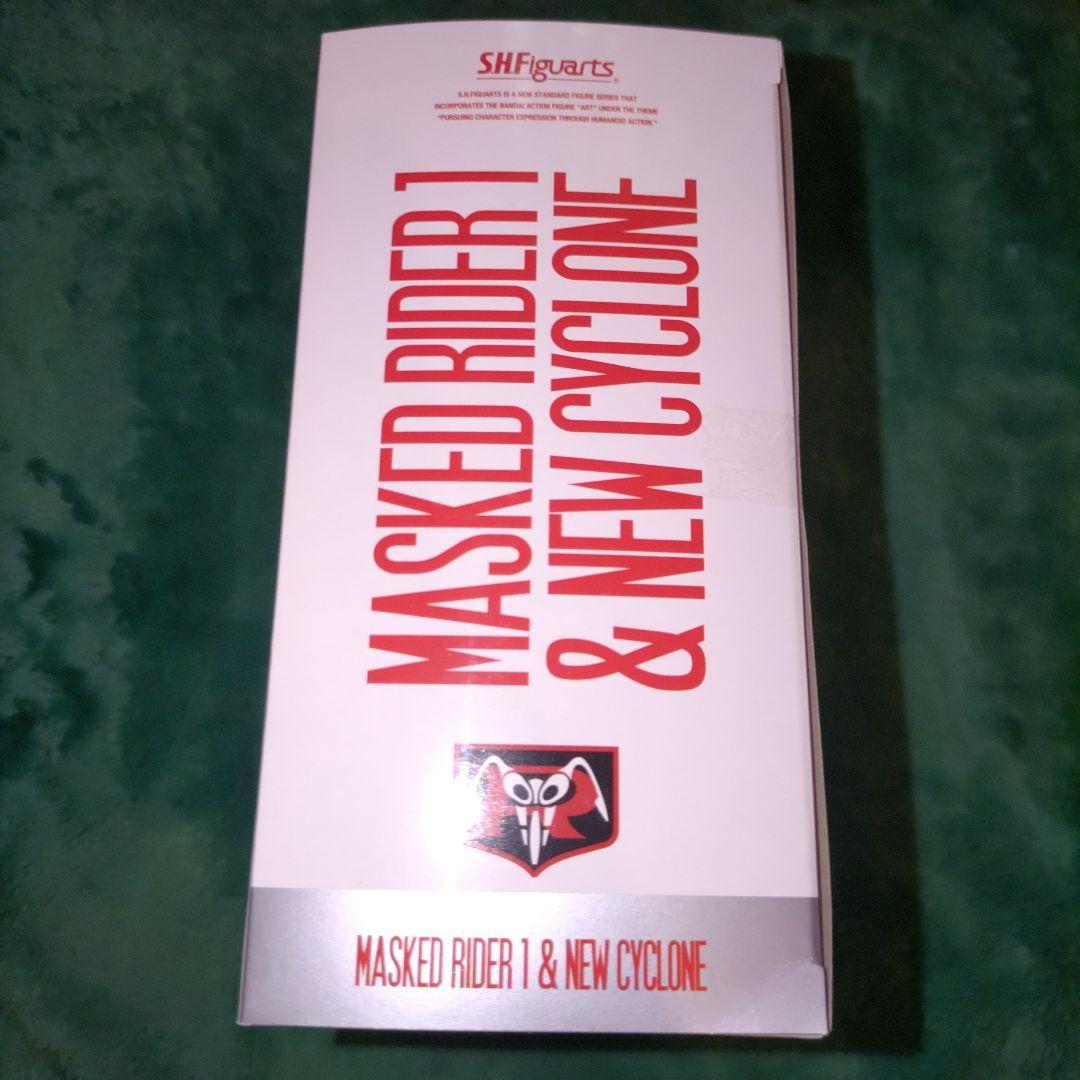 S.H.Figuarts
S.H.FIGUARTS IS A NEW STANDARD FIGURE SERIES THAT
INCORPORATES THE BANDAI ACTION FIGURE "ART" UNDER THE THEME
"PURSUING CHARACTER EXPRESSION THROUGH HUMANOID ACTION."
MASKED RIDER 1
& NEW CYCLONE
R
MASKED RIDER 1 & NEW CYCLONE